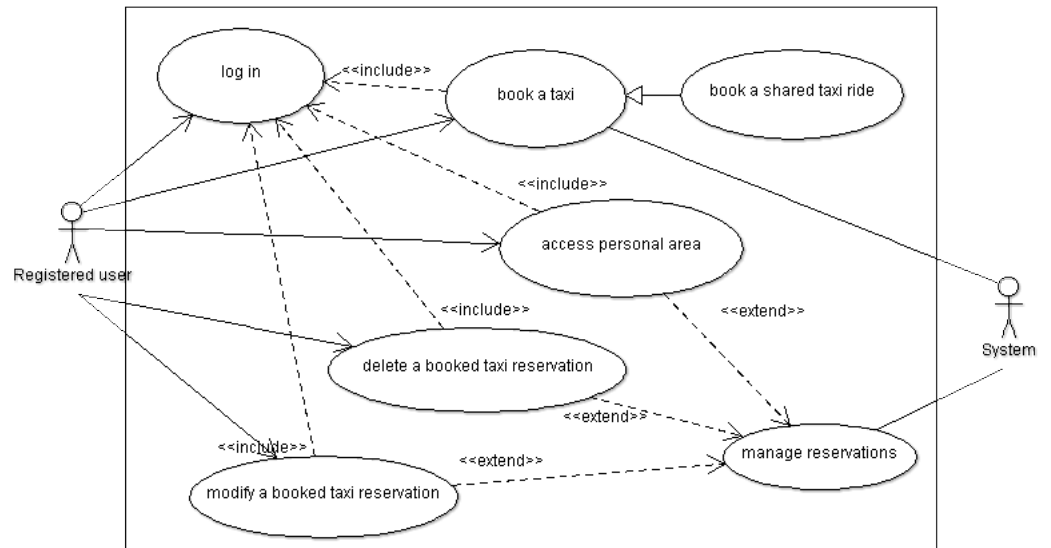 log in
<<include>>
book a taxi
book a shared taxi ride
<<include>>
access personal area
Registered user
<<extend>>
<<include>>
System
delete a booked taxi reservation
<<extend>>
<<include>>
<<extend>>
manage reservations
modify a booked taxi reservation